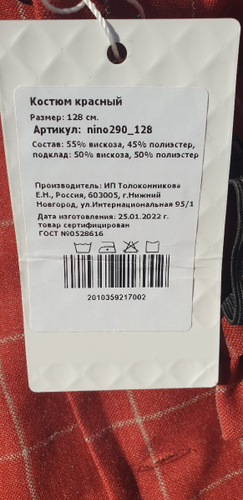 Костюм красный
Размер: 128 см.
Артикул: nino290_128
Состав: 55% вискоза, 45% полиэстер,
подклад: 50% вискоза, 50% полиэстер
Производитель: ИП Толоконникова
Е.Н., Россия, 603005, г.Нижний
Новгород, ул.Интернациональная 95/1
Дата изготовления: 25.01.2022 г.
товар сертифицирован
ГОСТ №0528616
2010359217002